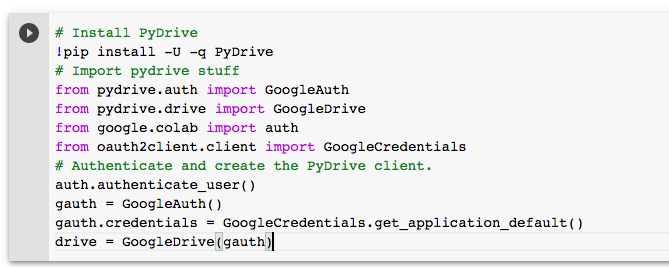 # Install PyDrive
!pip install -U -q PyDrive
# Import pydrive stuff
from pydrive.auth import GoogleAuth
from pydrive.drive import GoogleDrive
from google.colab import auth
from oauth2client.client import GoogleCredentials
# Authenticate and create the PyDrive client.
auth.authenticate_user()
gauth = GoogleAuth()
gauth.credentials = GoogleCredentials.get_application_default()
drive = GoogleDrive(gauth)